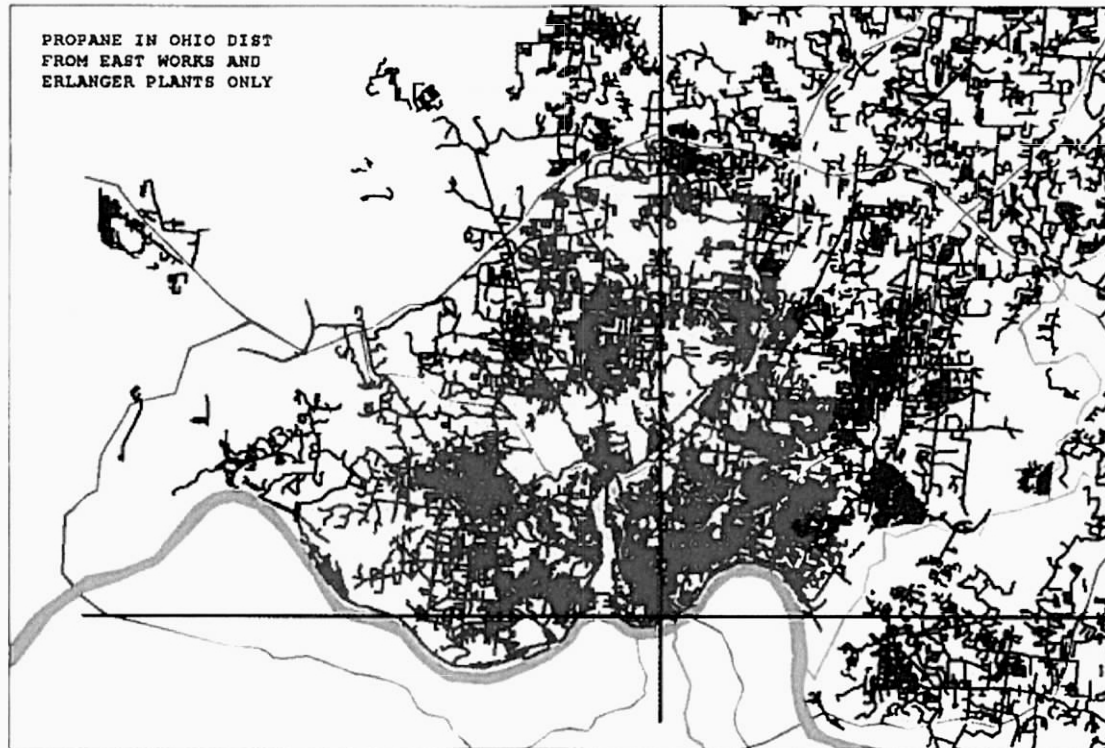 PROPANE IN OHIO DIST
FROM EAST WORKS AND
ERLANGER PLANTS ONLY